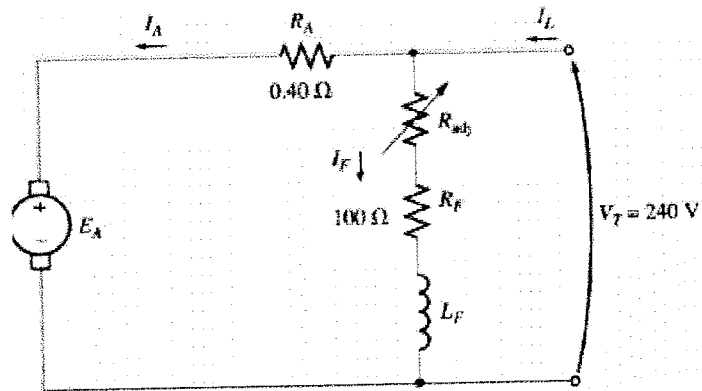 I_A
R_A
I_L
0.40 Ω
R_adj
I_F
R_F
100 Ω
V_T = 240 V
+
E_A
−
L_F